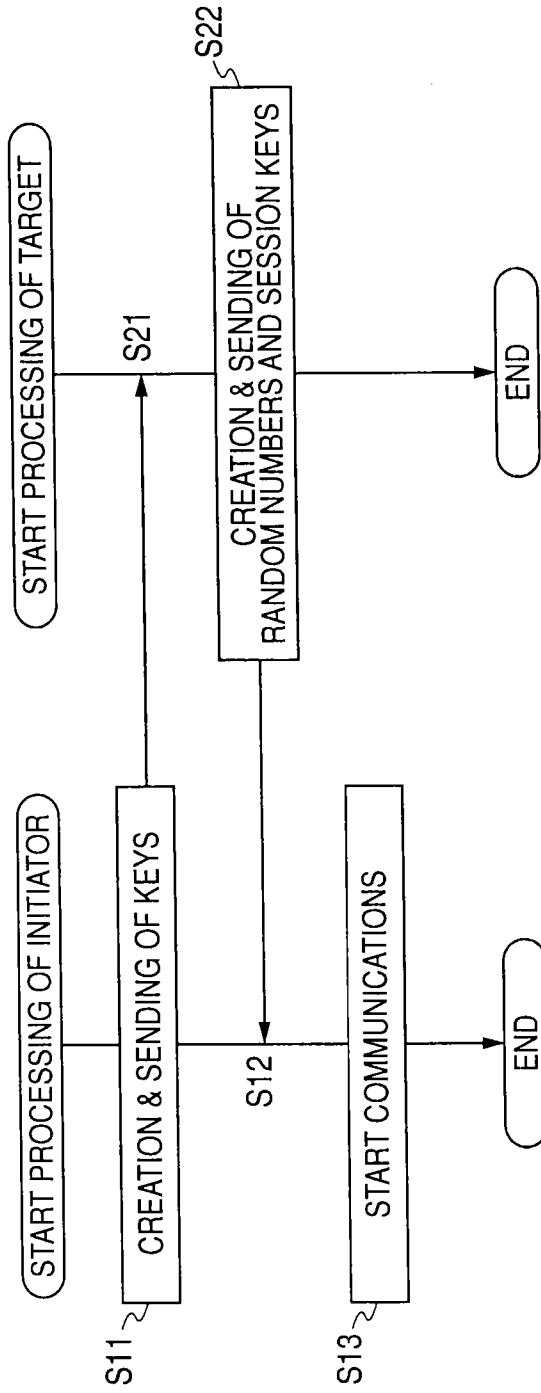 START PROCESSING OF INITIATOR
S11
CREATION & SENDING OF KEYS
S12
S13
START COMMUNICATIONS
END
START PROCESSING OF TARGET
S21
S22
CREATION & SENDING OF
RANDOM NUMBERS AND SESSION KEYS
END